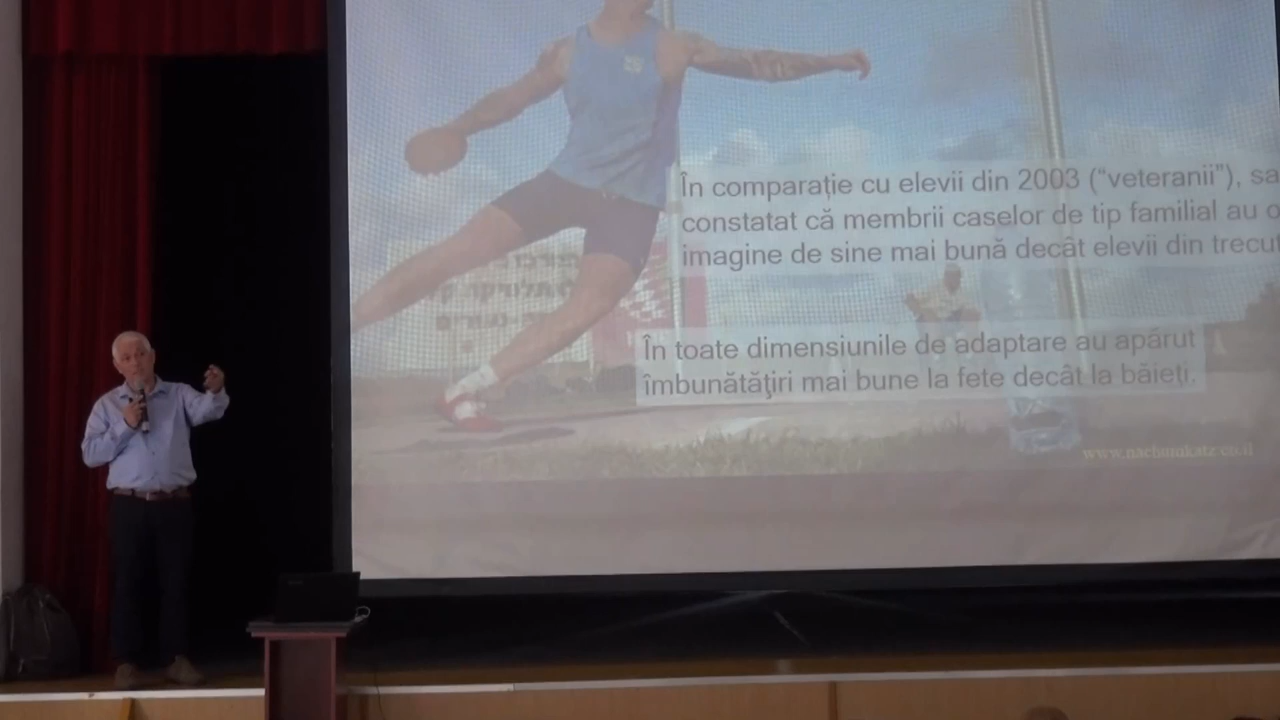 În comparație cu elevii din 2003 (“veteranii”), sa
constatat că membrii caselor de tip familial au o
imagine de sine mai bună decât elevii din trecut
În toate dimensiunile de adaptare au apărut
îmbunătăţiri mai bune la fete decât la băieţi.
www.nachumkatz.co.il